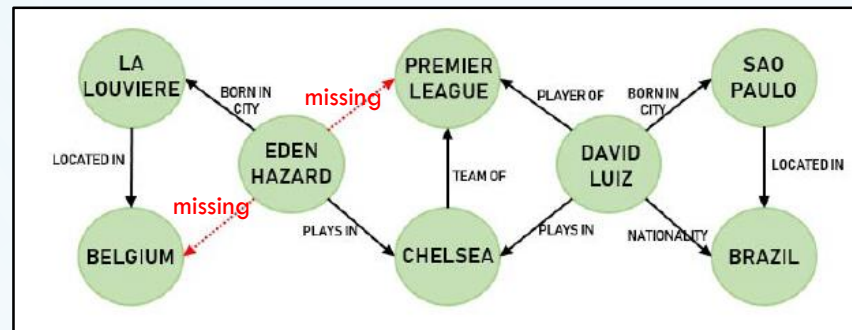 LA
LOUVIERE
BORN IN
CITY
missing
PREMIER
LEAGUE
PLAYER OF
BORN IN
CITY
SAO
PAULO
LOCATED IN
EDEN
HAZARD
TEAM OF
DAVID
LUIZ
LOCATED IN
missing
BELGIUM
PLAYS IN
CHELSEA
PLAYS IN
NATIONALITY
BRAZIL